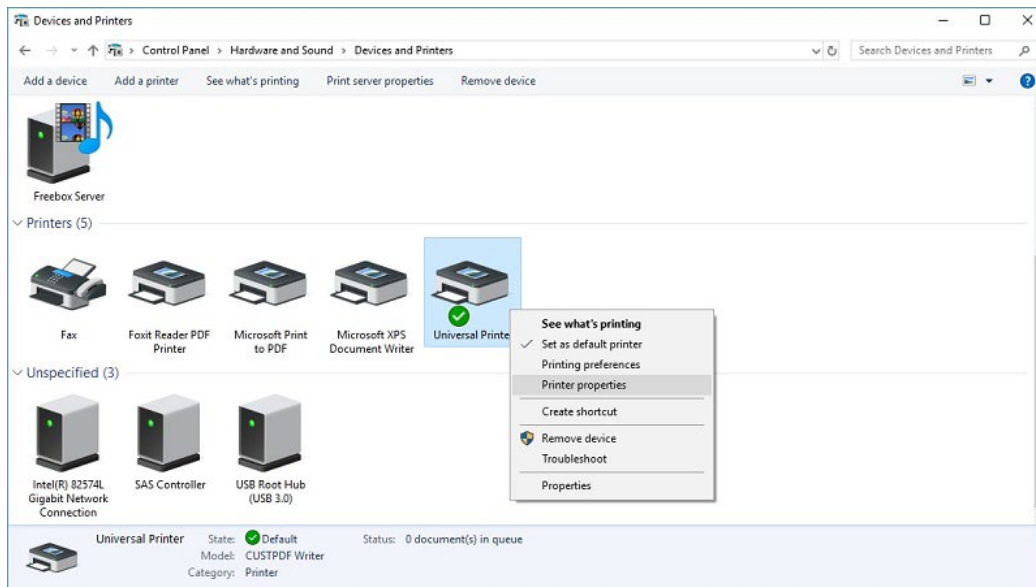 Devices and Printers
Control Panel > Hardware and Sound > Devices and Printers
Search Devices and Printers
Add a device Add a printer See what's printing Print server properties Remove device
Freebox Server
Printers (5)
Fax
Foxit Reader PDF
Printer
Microsoft Print
to PDF
Microsoft XPS
Document Writer
Universal Printe
See what's printing
Set as default printer
Printing preferences
Printer properties
Create shortcut
Remove device
Troubleshoot
Properties
Unspecified (3)
Intel(R) 82574L
Gigabit Network
Connection
SAS Controller
USB Root Hub
(USB 3.0)
Universal Printer State: Default Status: 0 document(s) in queue
Model: CUSTPDF Writer
Category: Printer